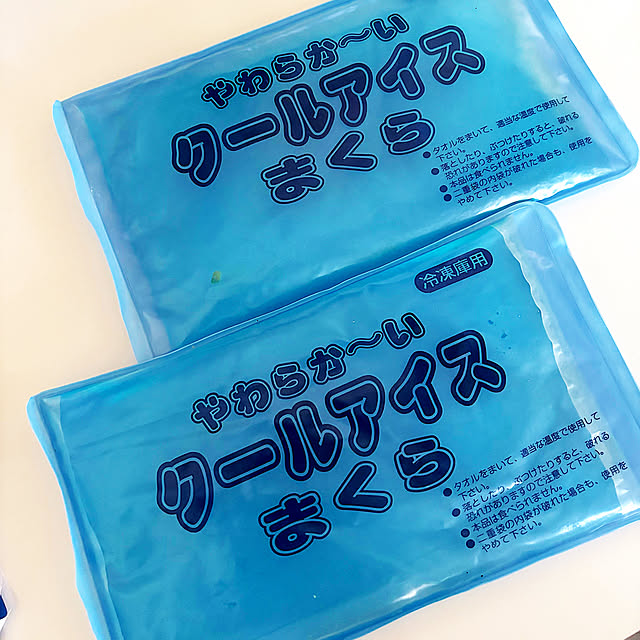 やわらか〜い
クールアイス
まくら
●タオルをまいて、適当な温度で使用して
下さい。
●落としたり、ぶつけたりすると、破れる
恐れがありますので注意して下さい。
●本品は食べられません。
●二重袋の内袋が破れた場合も、使用を
やめて下さい。
冷凍庫用
やわらか〜い
クールアイス
まくら
●タオルをまいて、適当な温度で使用して
下さい。
●落としたり、ぶつけたりすると、破れる
恐れがありますので注意して下さい。
●本品は食べられません。
●二重袋の内袋が破れた場合も、使用を
やめて下さい。